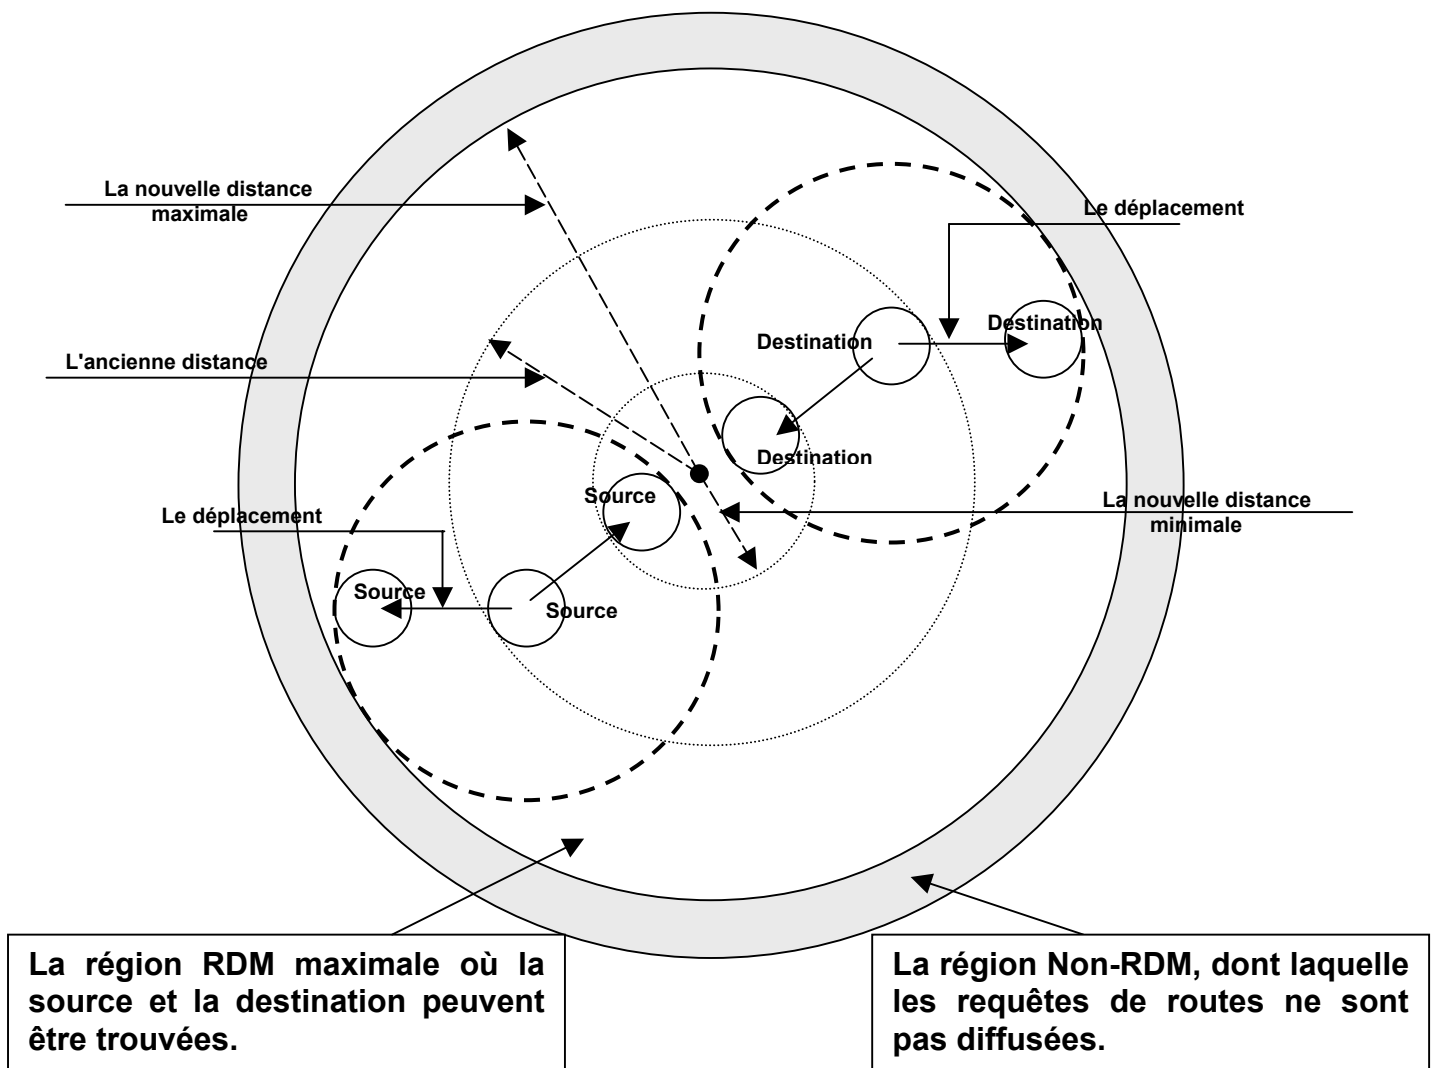 La nouvelle distance
maximale
Le déplacement
Destination
Destination
L'ancienne distance
Destination
Source
La nouvelle distance
minimale
Le déplacement
Source
Source
La région RDM maximale où la
source et la destination peuvent
être trouvées.
La région Non-RDM, dont laquelle
les requêtes de routes ne sont
pas diffusées.